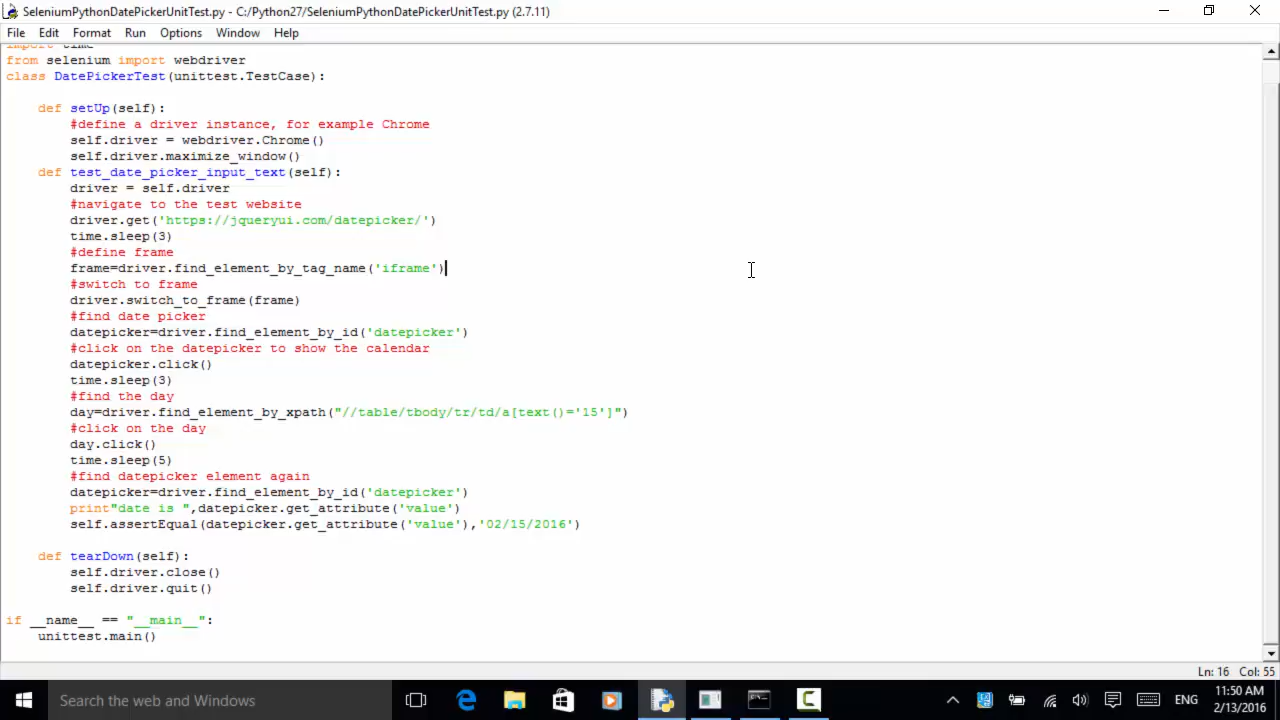 SeleniumPythonDatePickerUnitTest.py - C:/Python27/SeleniumPythonDatePickerUnitTest.py (2.7.11)
File Edit Format Run Options Window Help
import time
from selenium import webdriver
class DatePickerTest(unittest.TestCase):
def setUp(self):
#define a driver instance, for example Chrome
self.driver = webdriver.Chrome()
self.driver.maximize_window()
def test_date_picker_input_text(self):
driver = self.driver
#navigate to the test website
driver.get('https://jqueryui.com/datepicker/')
time.sleep(3)
#define frame
frame=driver.find_element_by_tag_name('iframe')
#switch to frame
driver.switch_to_frame(frame)
#find date picker
datepicker=driver.find_element_by_id('datepicker')
#click on the datepicker to show the calendar
datepicker.click()
time.sleep(3)
#find the day
day=driver.find_element_by_xpath("//table/tbody/tr/td/a[text()='15']")
#click on the day
day.click()
time.sleep(5)
#find datepicker element again
datepicker=driver.find_element_by_id('datepicker')
print"date is ",datepicker.get_attribute('value')
self.assertEqual(datepicker.get_attribute('value'),'02/15/2016')
def tearDown(self):
self.driver.close()
self.driver.quit()
if __name__ == "__main__":
unittest.main()
Ln: 16 Col: 55
Search the web and Windows
ENG
11:50 AM
2/13/2016